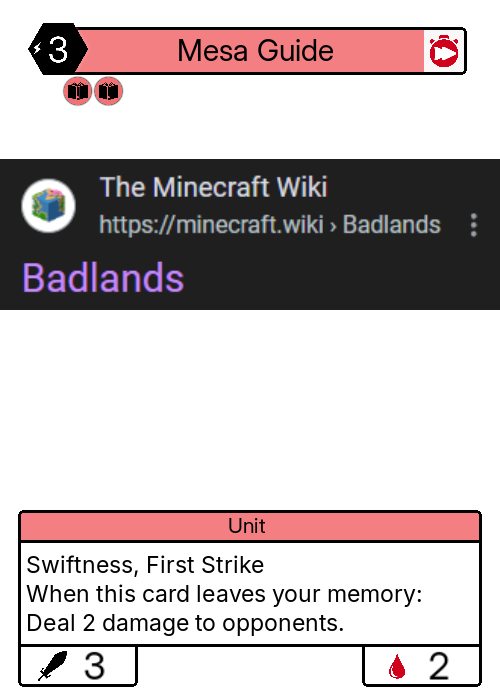 3
Mesa Guide
The Minecraft Wiki
https://minecraft.wiki › Badlands
Badlands
Unit
Swiftness, First Strike
When this card leaves your memory:
Deal 2 damage to opponents.
3
2